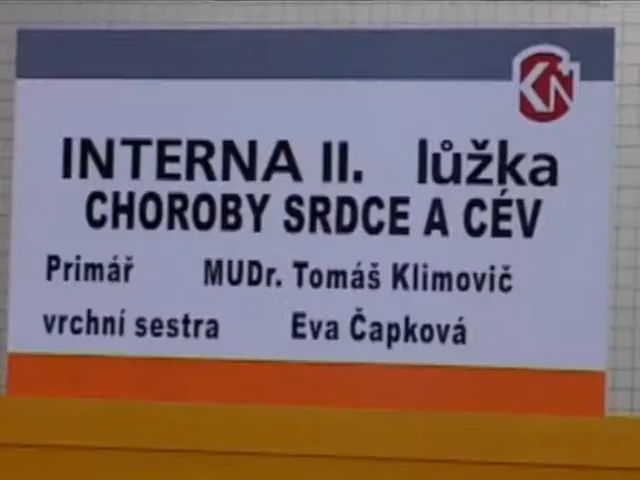 KN
INTERNA II. lůžka
CHOROBY SRDCE A CÉV
Primář MUDr. Tomáš Klimovič
vrchní sestra Eva Čapková